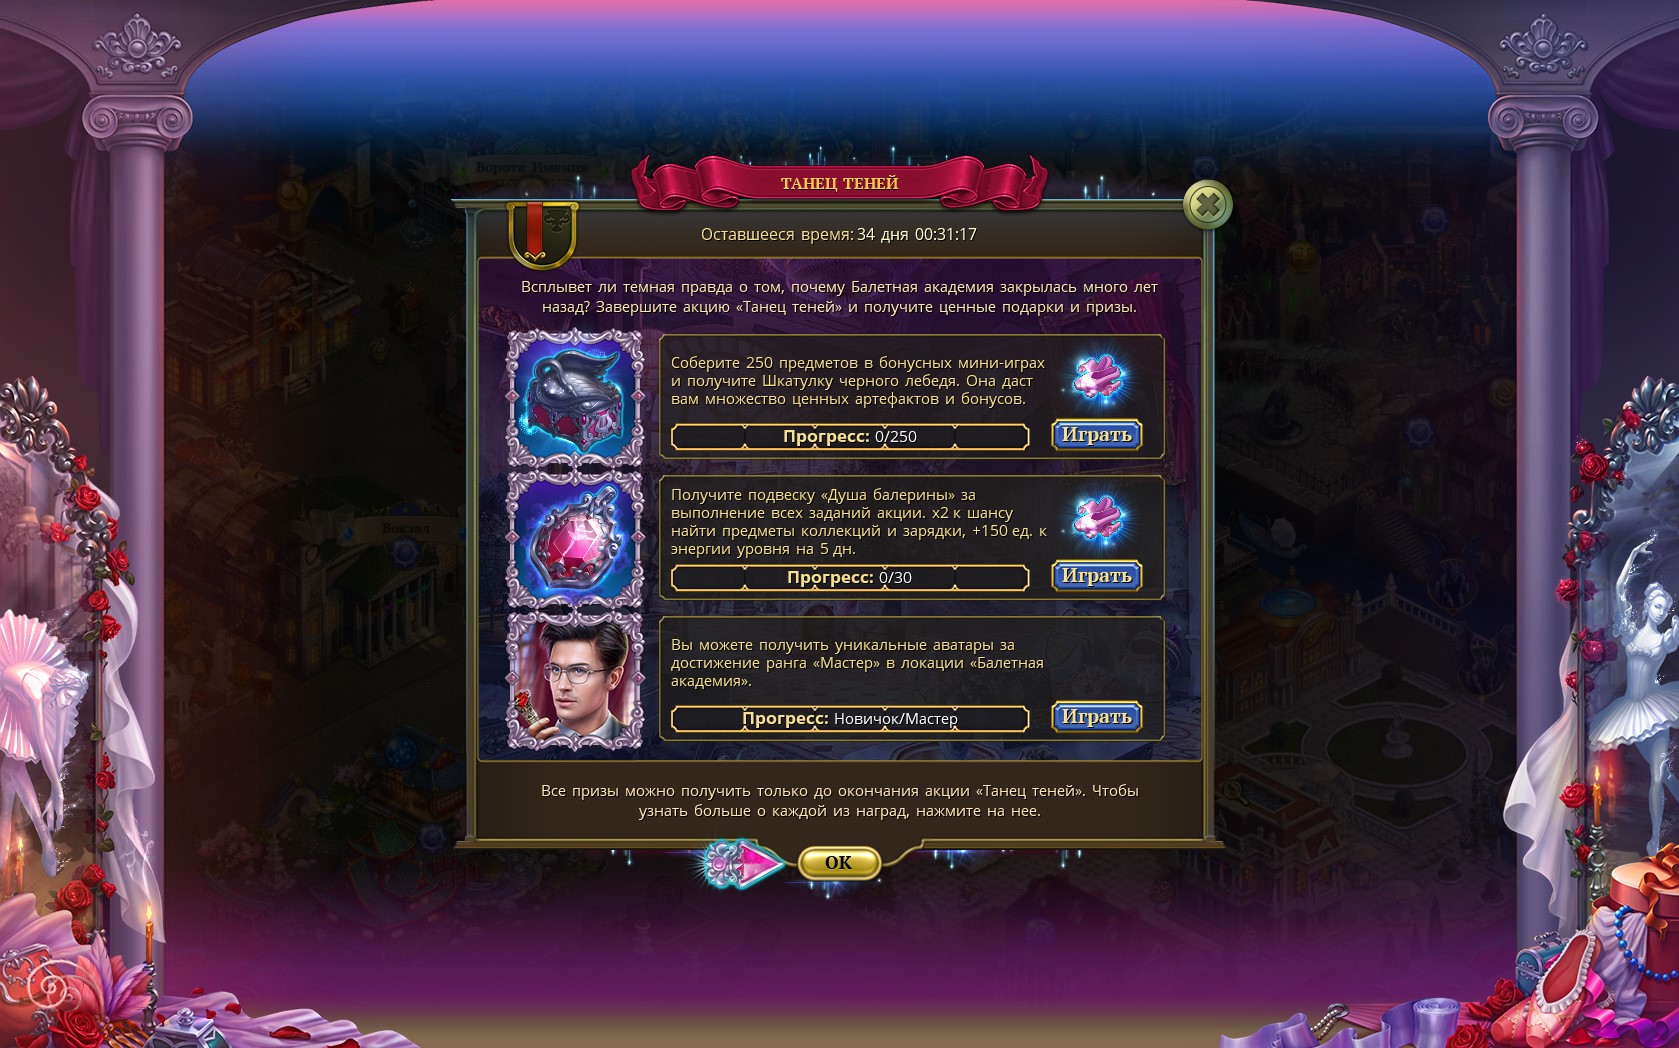 Ворота Имения
ТАНЕЦ ТЕНЕЙ
Оставшееся время: 34 дня 00:31:17
Всплывет ли темная правда о том, почему Балетная академия закрылась много лет
назад? Завершите акцию «Танец теней» и получите ценные подарки и призы.
Соберите 250 предметов в бонусных мини-играх
и получите Шкатулку черного лебедя. Она даст
вам множество ценных артефактов и бонусов.
Прогресс: 0/250
Играть
Вокзал
Получите подвеску «Душа балерины» за
выполнение всех заданий акции. x2 к шансу
найти предметы коллекций и зарядки, +150 ед. к
энергии уровня на 5 дн.
Прогресс: 0/30
Играть
Вы можете получить уникальные аватары за
достижение ранга «Мастер» в локации «Балетная
академия».
Прогресс: Новичок/Мастер
Играть
Все призы можно получить только до окончания акции «Танец теней». Чтобы
узнать больше о каждой из наград, нажмите на нее.
ОК